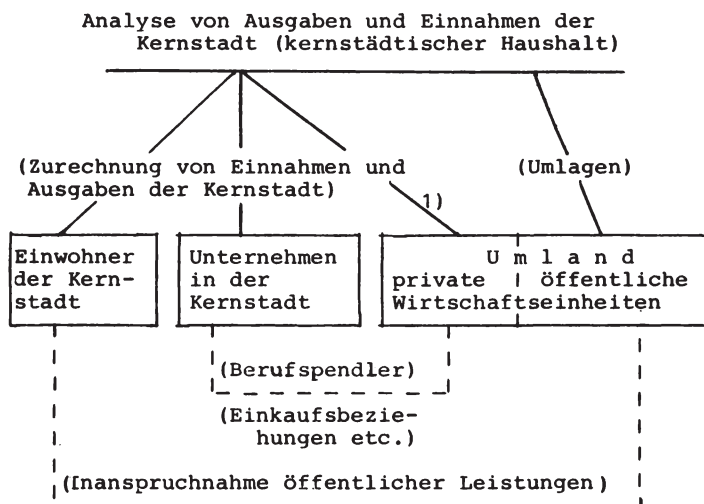 Analyse von Ausgaben und Einnahmen der
Kernstadt (kernstädtischer Haushalt)
(Zurechnung von Einnahmen und
Ausgaben der Kernstadt)
(Umlagen)
1)
Einwohner
der Kern-
stadt
Unternehmen
in der
Kernstadt
U m l a n d
private öffentliche
Wirtschaftseinheiten
(Berufspendler)
(Einkaufsbezie-
hungen etc.)
(Inanspruchnahme öffentlicher Leistungen)